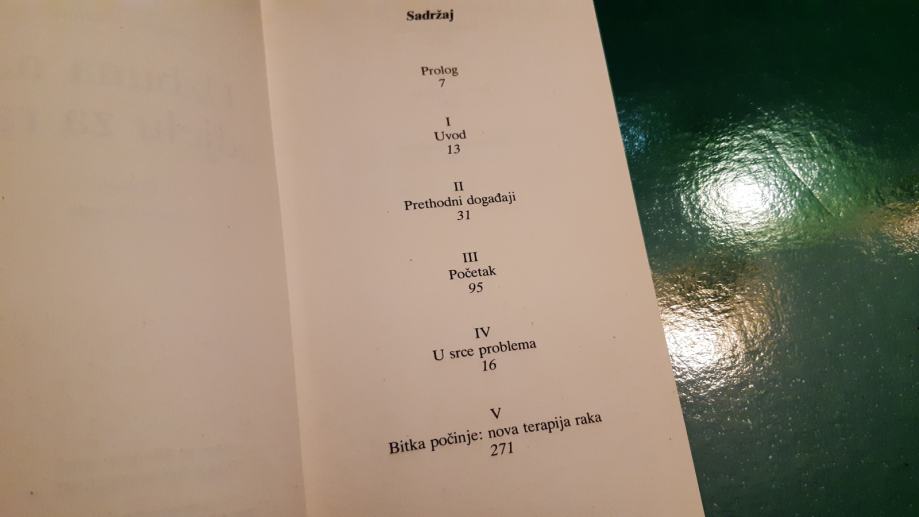 Sadržaj
Prolog
7
I
Uvod
13
II
Prethodni događaji
31
III
Početak
95
IV
U srce problema
16
V
Bitka počinje: nova terapija raka
271